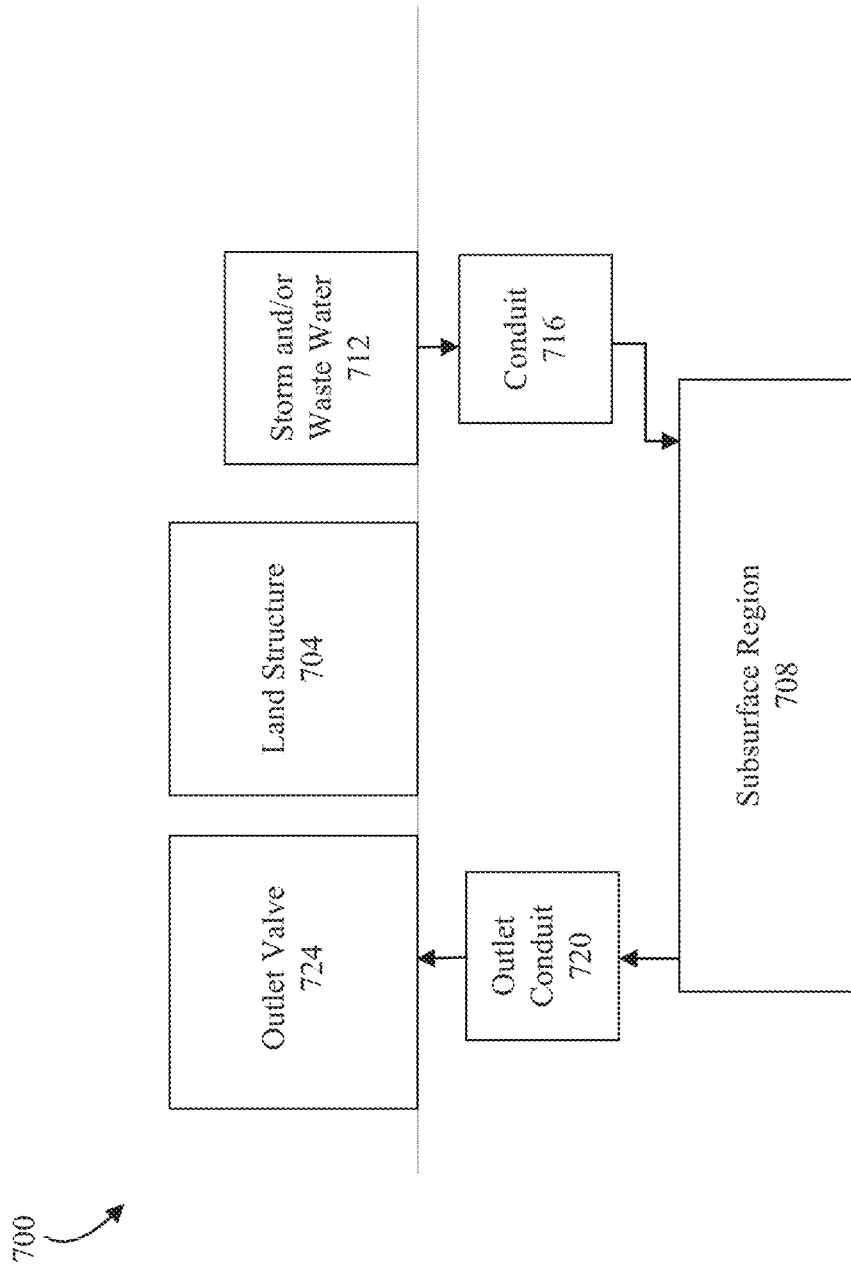 700
Outlet Valve
724
Land Structure
704
Storm and/or
Waste Water
712
Outlet
Conduit
720
Conduit
716
Subsurface Region
708